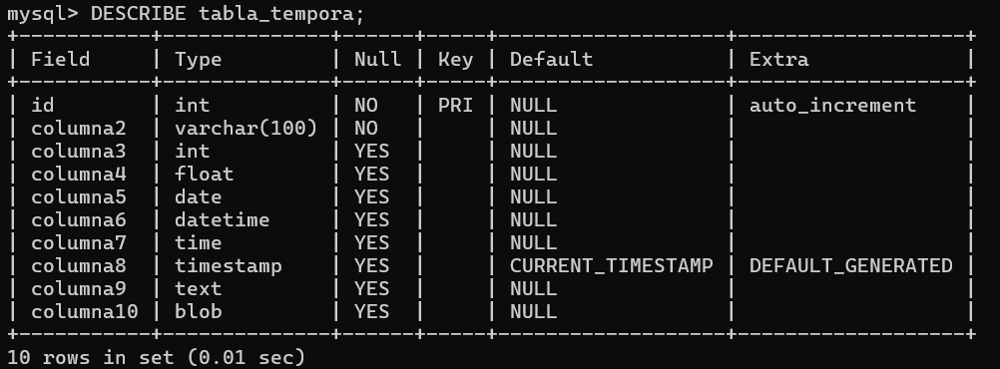 mysql> DESCRIBE tabla_tempora;
+-----------+--------------+------+-----+-------------------+-------------------+
| Field     | Type         | Null | Key | Default           | Extra             |
+-----------+--------------+------+-----+-------------------+-------------------+
| id        | int          | NO   | PRI | NULL              | auto_increment    |
| columna2  | varchar(100) | NO   |     | NULL              |                   |
| columna3  | int          | YES  |     | NULL              |                   |
| columna4  | float        | YES  |     | NULL              |                   |
| columna5  | date         | YES  |     | NULL              |                   |
| columna6  | datetime     | YES  |     | NULL              |                   |
| columna7  | time         | YES  |     | NULL              |                   |
| columna8  | timestamp    | YES  |     | CURRENT_TIMESTAMP | DEFAULT_GENERATED |
| columna9  | text         | YES  |     | NULL              |                   |
| columna10 | blob         | YES  |     | NULL              |                   |
+-----------+--------------+------+-----+-------------------+-------------------+
10 rows in set (0.01 sec)